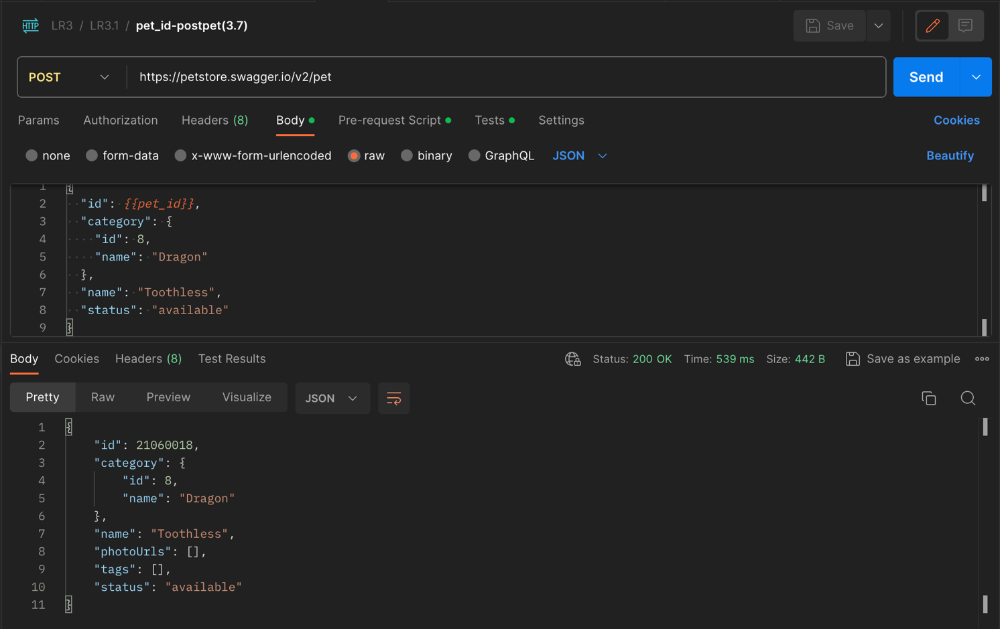 HTTP LR3 / LR3.1 / pet_id-postpet(3.7) Save
POST https://petstore.swagger.io/v2/pet Send
Params Authorization Headers (8) Body Pre-request Script Tests Settings Cookies
none form-data x-www-form-urlencoded raw binary GraphQL JSON Beautify
1 {
2 "id": {{pet_id}},
3 "category": {
4 "id": 8,
5 "name": "Dragon"
6 },
7 "name": "Toothless",
8 "status": "available"
9 }
Body Cookies Headers (8) Test Results Status: 200 OK Time: 539 ms Size: 442 B Save as example
Pretty Raw Preview Visualize JSON
1 {
2 "id": 21060018,
3 "category": {
4 "id": 8,
5 "name": "Dragon"
6 },
7 "name": "Toothless",
8 "photoUrls": [],
9 "tags": [],
10 "status": "available"
11 }